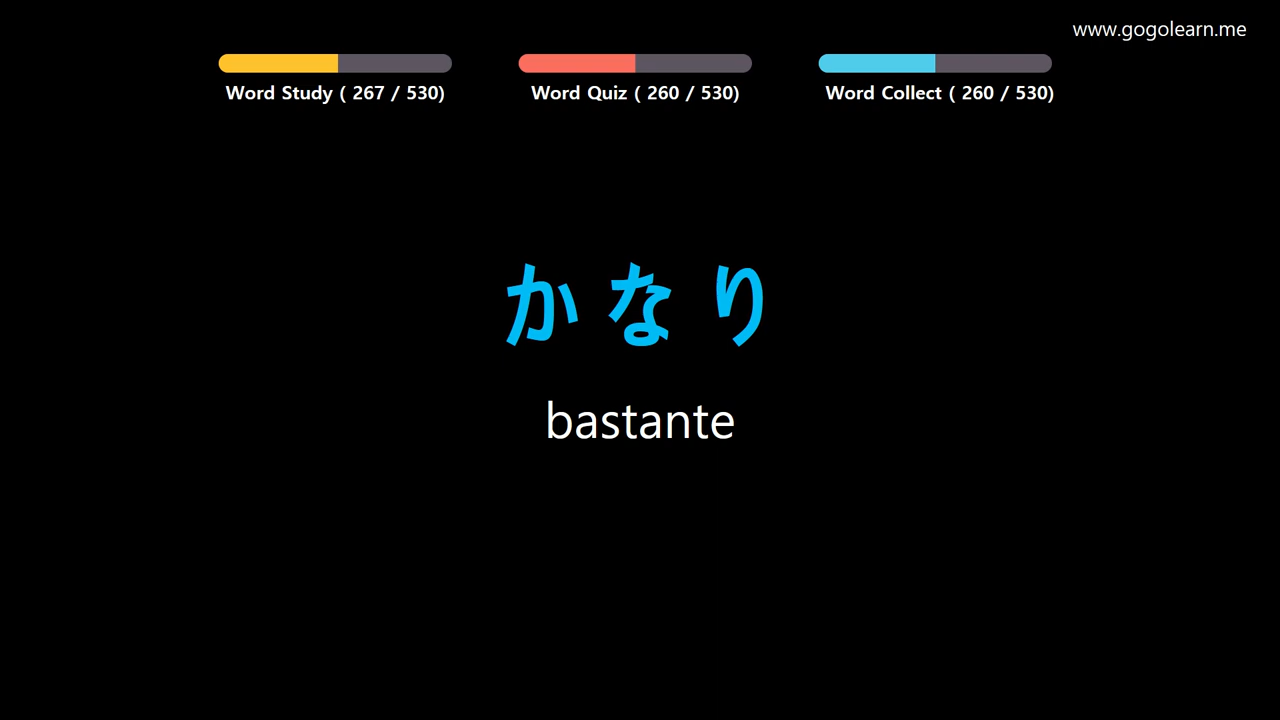 www.gogolearn.me
Word Study ( 267 / 530)
Word Quiz ( 260 / 530)
Word Collect ( 260 / 530)
かなり
bastante